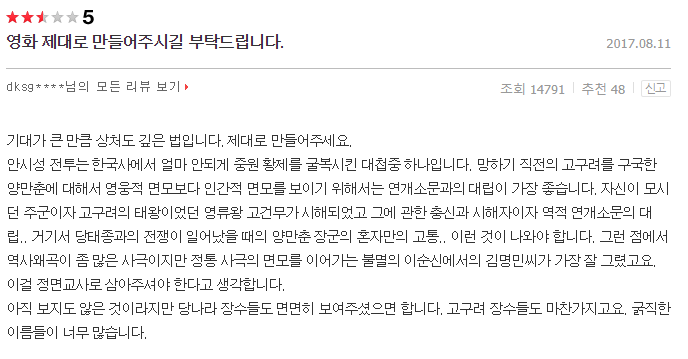 5
영화 제대로 만들어주시길 부탁드립니다.
2017.08.11
dksg****님의 모든 리뷰 보기
조회 14791 추천 48 신고
기대가 큰 만큼 상처도 깊은 법입니다. 제대로 만들어주세요.
안시성 전투는 한국사에서 얼마 안되게 중원 황제를 굴복시킨 대첩중 하나입니다. 망하기 직전의 고구려를 구국한
양만춘에 대해서 영웅적 면모보다 인간적 면모를 보이기 위해서는 연개소문과의 대립이 가장 좋습니다. 자신이 모시
던 주군이자 고구려의 태왕이었던 영류왕 고건무가 시해되었고 그에 관한 충신과 시해자이자 역적 연개소문의 대
립.. 거기서 당태종과의 전쟁이 일어났을 때의 양만춘 장군의 혼자만의 고통.. 이런 것이 나와야 합니다. 그런 점에서
역사왜곡이 좀 많은 사극이지만 정통 사극의 면모를 이어가는 불멸의 이순신에서의 김명민씨가 가장 잘 그렸고요.
이걸 정면교사로 삼아주셔야 한다고 생각합니다.
아직 보지도 않은 것이라지만 당나라 장수들도 면면히 보여주셨으면 합니다. 고구려 장수들도 마찬가지고요. 굵직한
이름들이 너무 많습니다.